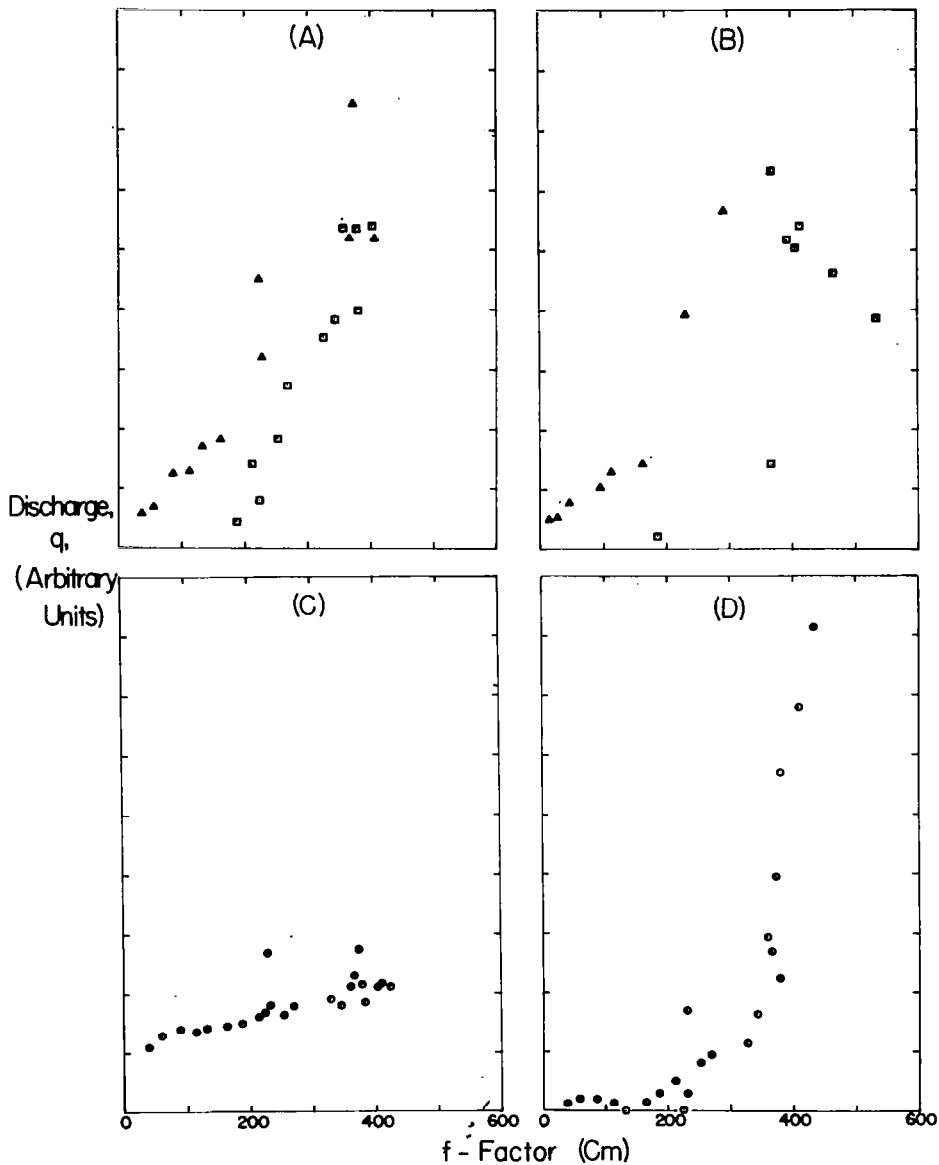 (A)
(B)
Discharge,
q,
(Arbitrary
Units)
(C)
(D)
0 200 400 600
0 200 400 600
f - Factor (Cm)